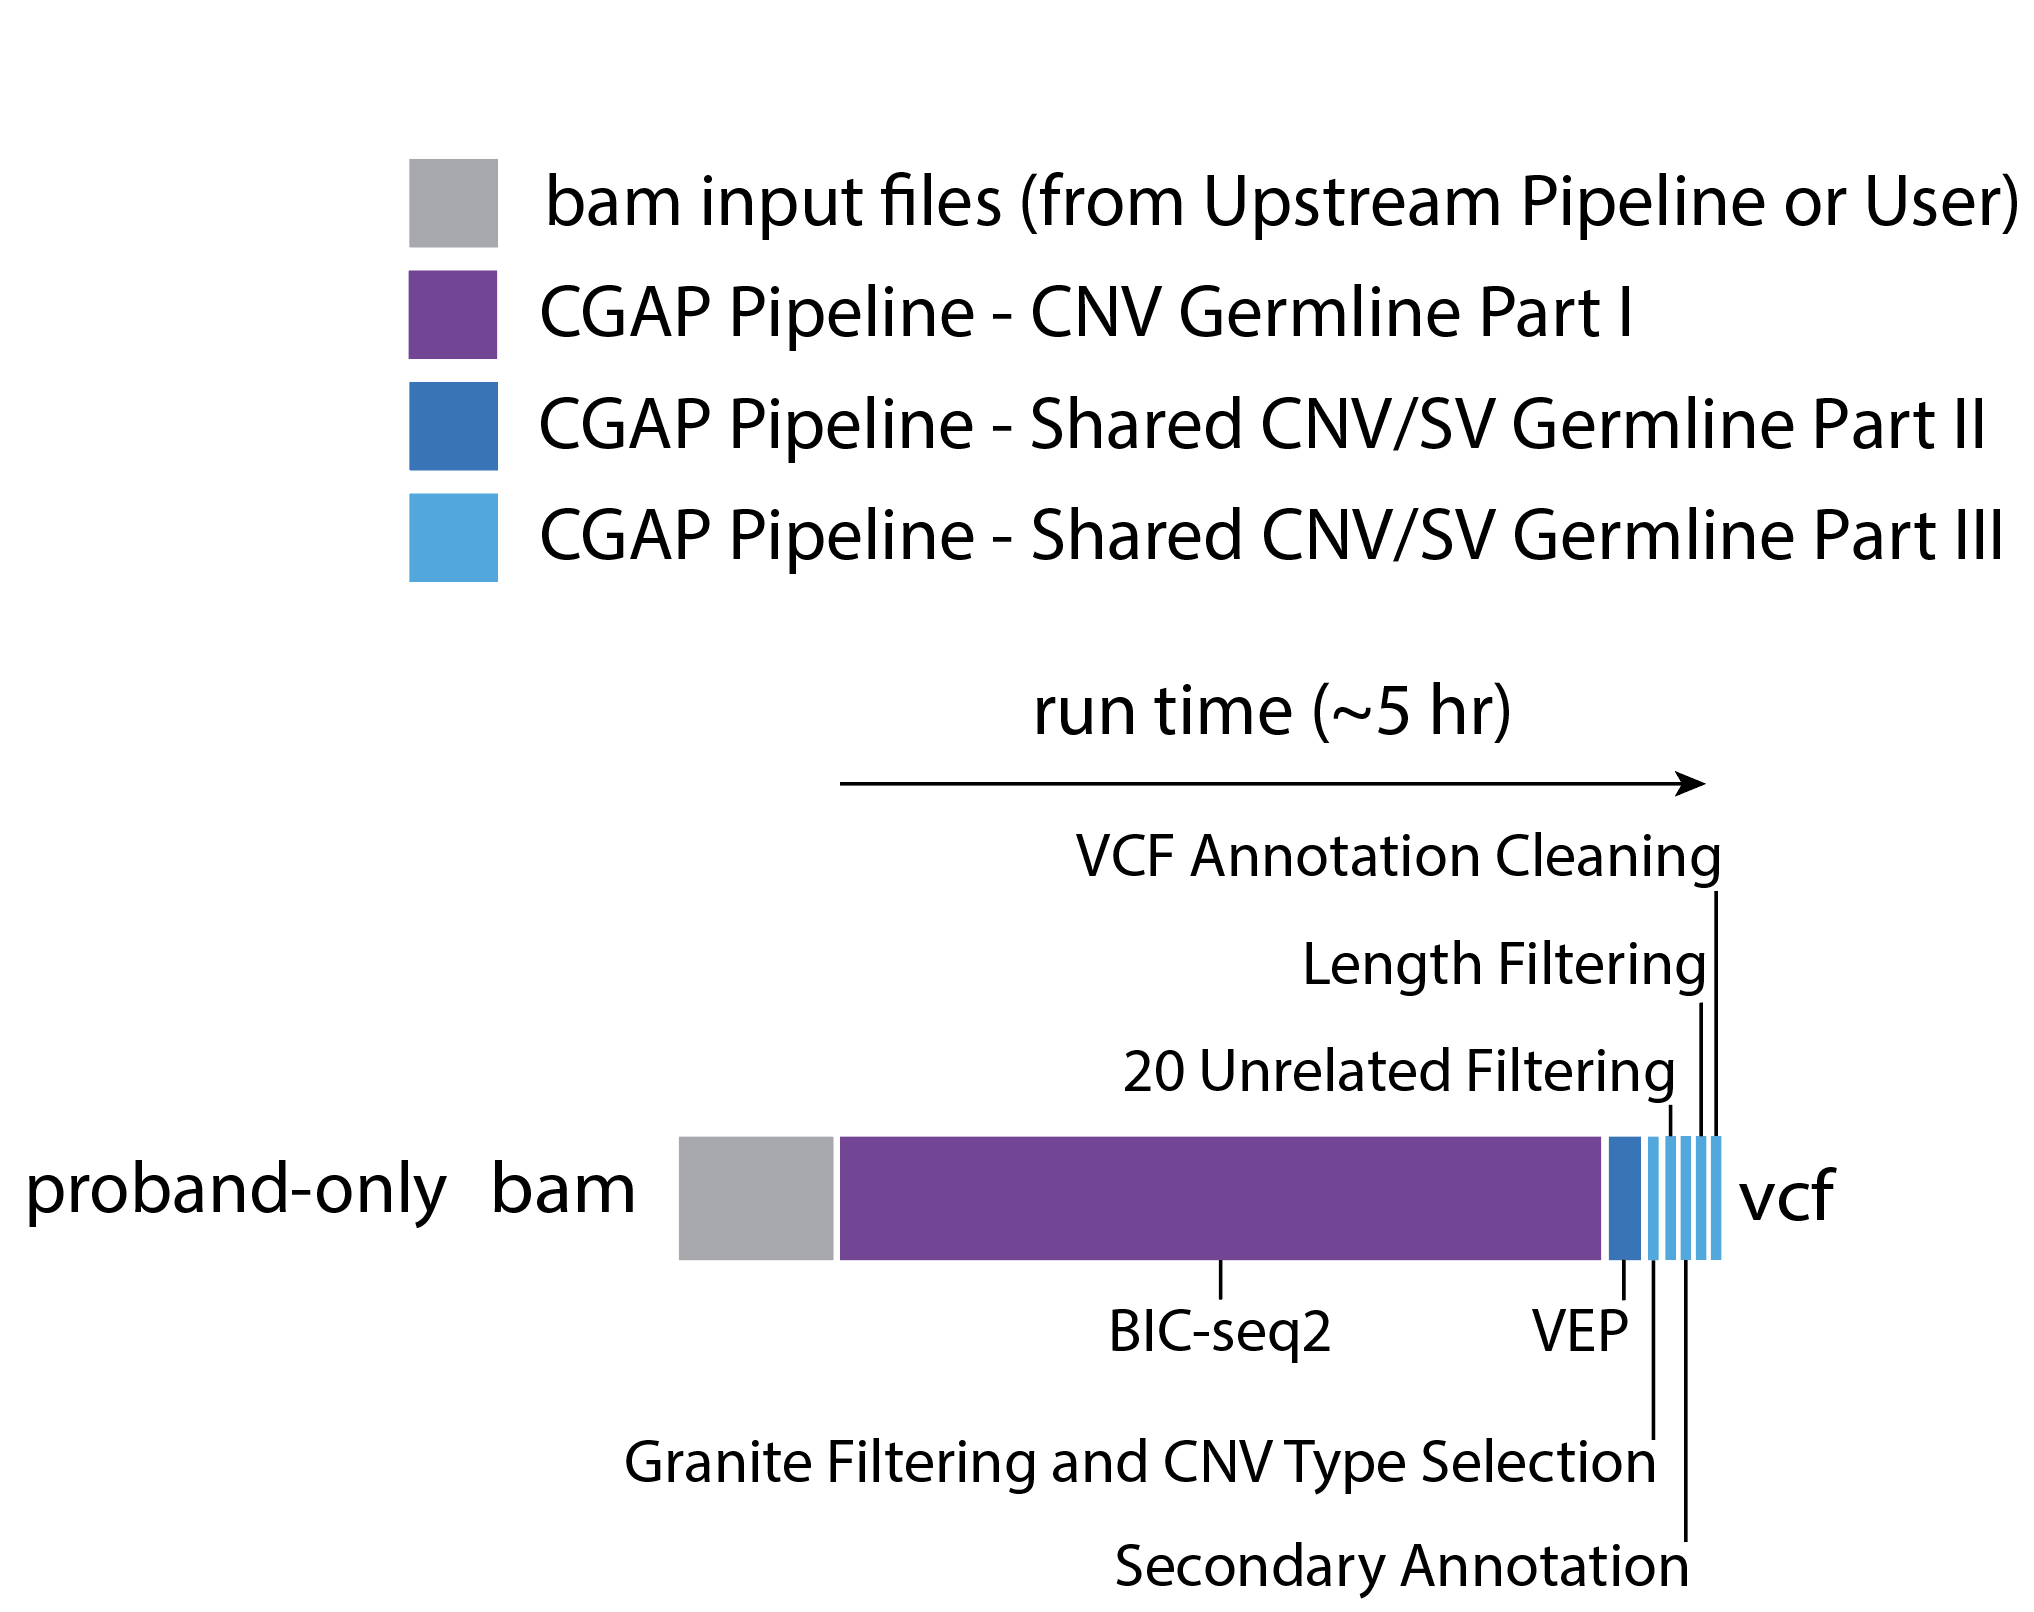 bam input files (from Upstream Pipeline or User)
CGAP Pipeline - CNV Germline Part I
CGAP Pipeline - Shared CNV/SV Germline Part II
CGAP Pipeline - Shared CNV/SV Germline Part III
run time (~5 hr)
VCF Annotation Cleaning
Length Filtering
20 Unrelated Filtering
proband-only bam
vcf
BIC-seq2
VEP
Granite Filtering and CNV Type Selection
Secondary Annotation